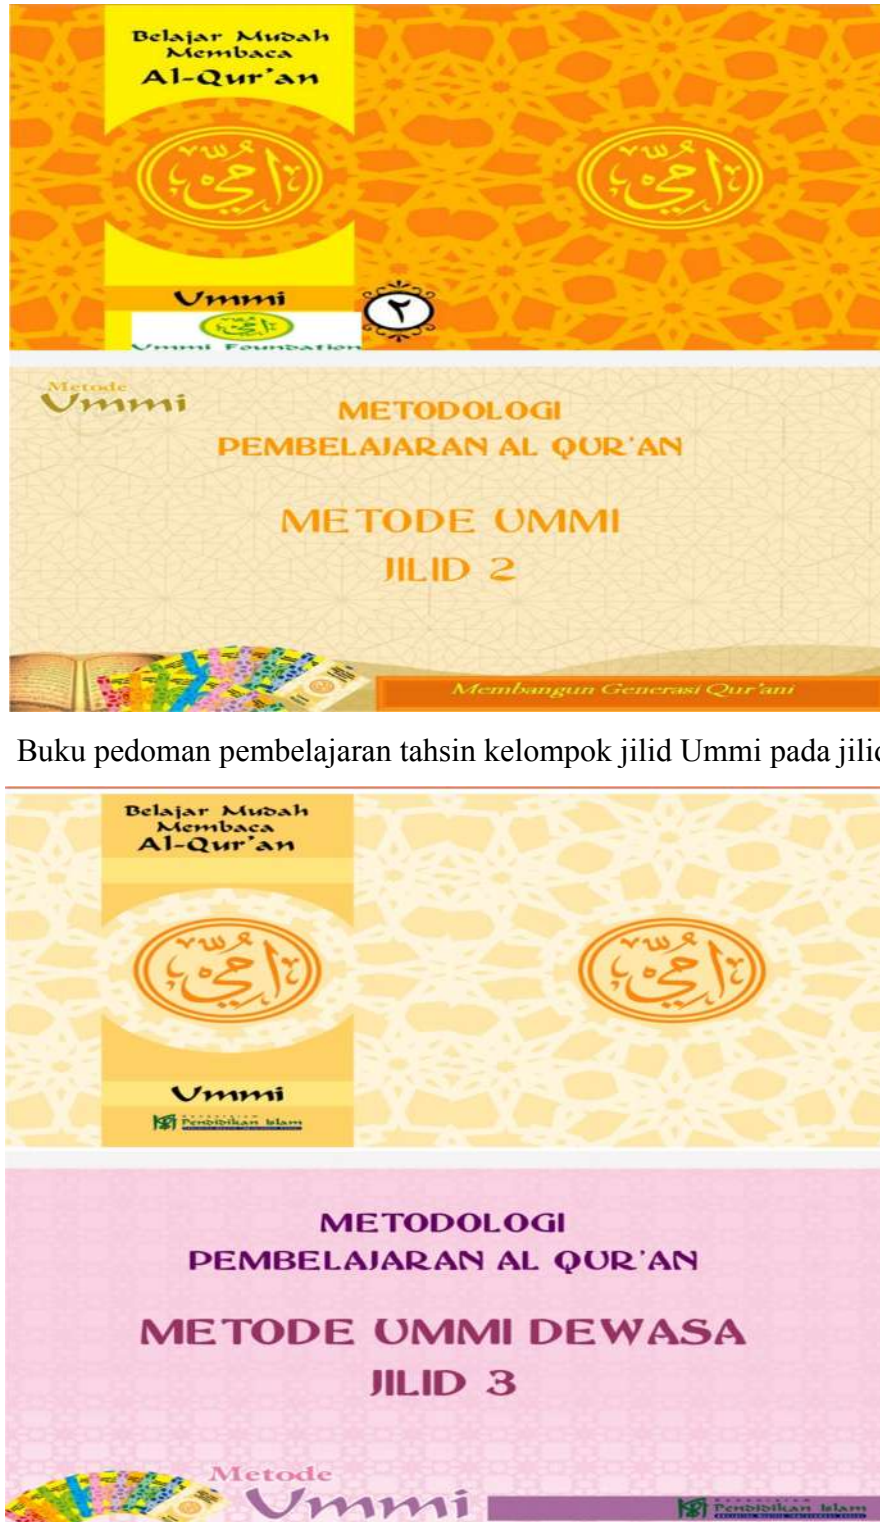 Belajar Mudah
Membaca
Al-Qur'an
اُمِّيْ
اُمِّيْ
Ummi
٢
اُمِّيْ
Ummi Foundation
Metode
Ummi
METODOLOGI
PEMBELAJARAN AL QUR'AN
METODE UMMI
JILID 2
Membangun Generasi Qur'ani
Buku pedoman pembelajaran tahsin kelompok jilid Ummi pada jilid
Belajar Mudah
Membaca
Al-Qur'an
اُمِّيْ
اُمِّيْ
Ummi
Pendidikan Islam
METODOLOGI
PEMBELAJARAN AL QUR'AN
METODE UMMI DEWASA
JILID 3
Metode
Ummi
Pendidikan Islam